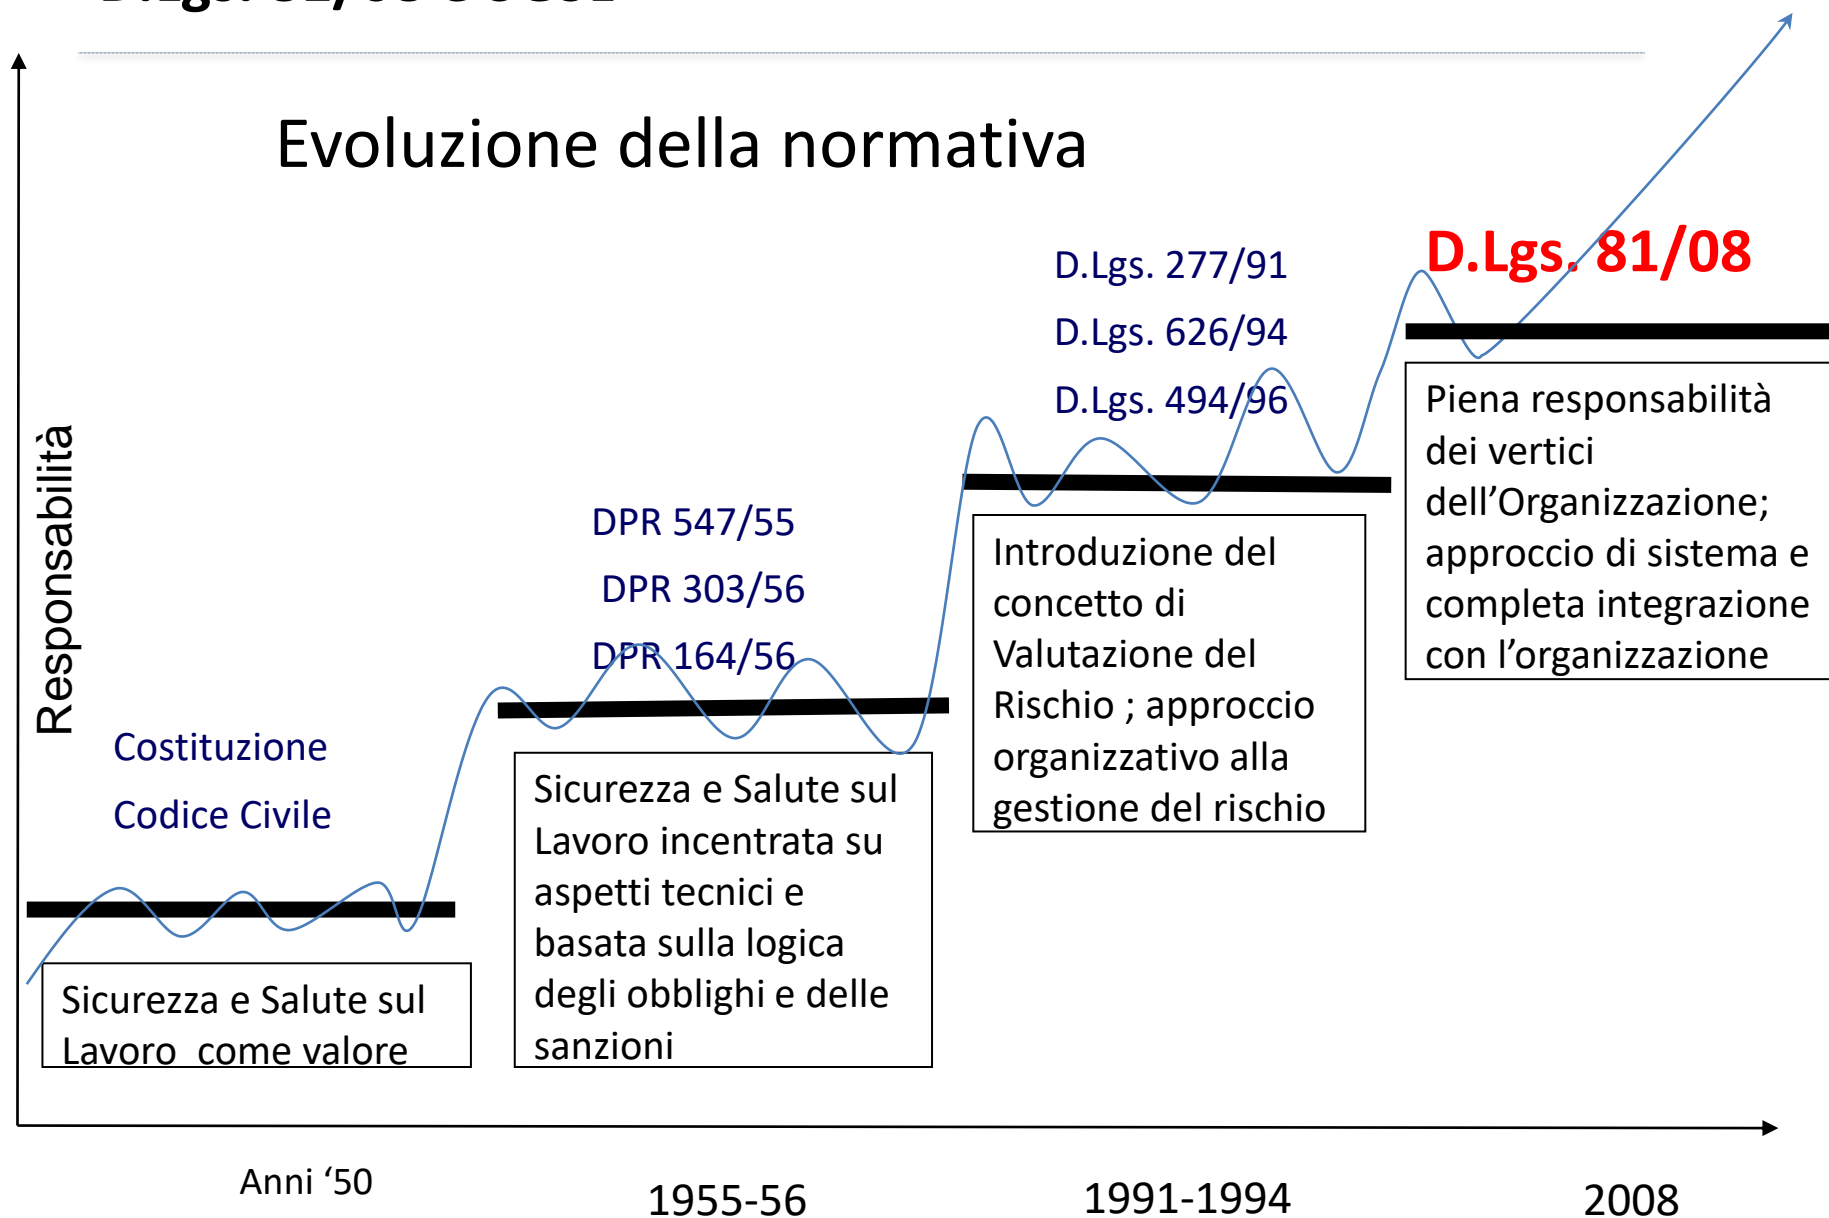 Evoluzione della normativa
Responsabilità
Costituzione
Codice Civile
Sicurezza e Salute sul
Lavoro  come valore
DPR 547/55
DPR 303/56
DPR 164/56
Sicurezza e Salute sul
Lavoro incentrata su
aspetti tecnici e
basata sulla logica
degli obblighi e delle
sanzioni
D.Lgs. 277/91
D.Lgs. 626/94
D.Lgs. 494/96
Introduzione del
concetto di
Valutazione del
Rischio ; approccio
organizzativo alla
gestione del rischio
D.Lgs. 81/08
Piena responsabilità
dei vertici
dell’Organizzazione;
approccio di sistema e
completa integrazione
con l’organizzazione
Anni ‘50
1955-56
1991-1994
2008